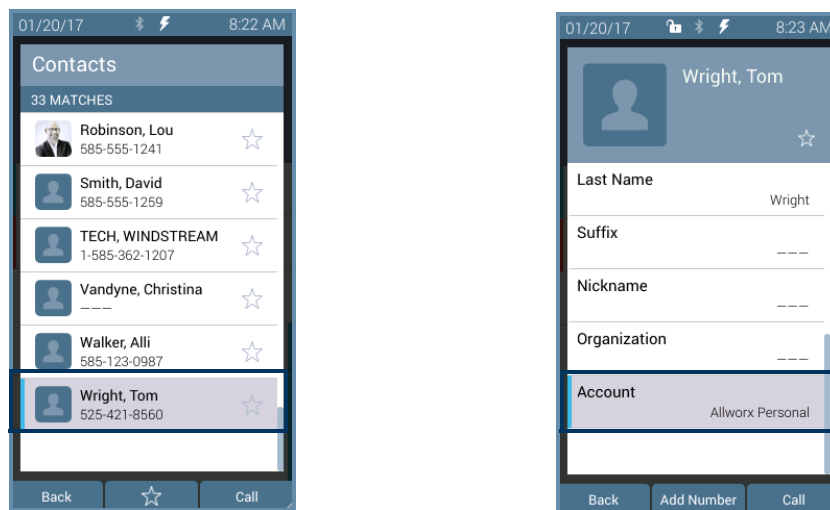 01/20/17 8:22 AM
Contacts
33 MATCHES
Robinson, Lou
585-555-1241
Smith, David
585-555-1259
TECH, WINDSTREAM
1-585-362-1207
Vandyne, Christina
———
Walker, Alli
585-123-0987
Wright, Tom
525-421-8560
Back Call
01/20/17 8:23 AM
Wright, Tom
Last Name
Wright
Suffix
———
Nickname
———
Organization
———
Account
Allworx Personal
Back Add Number Call